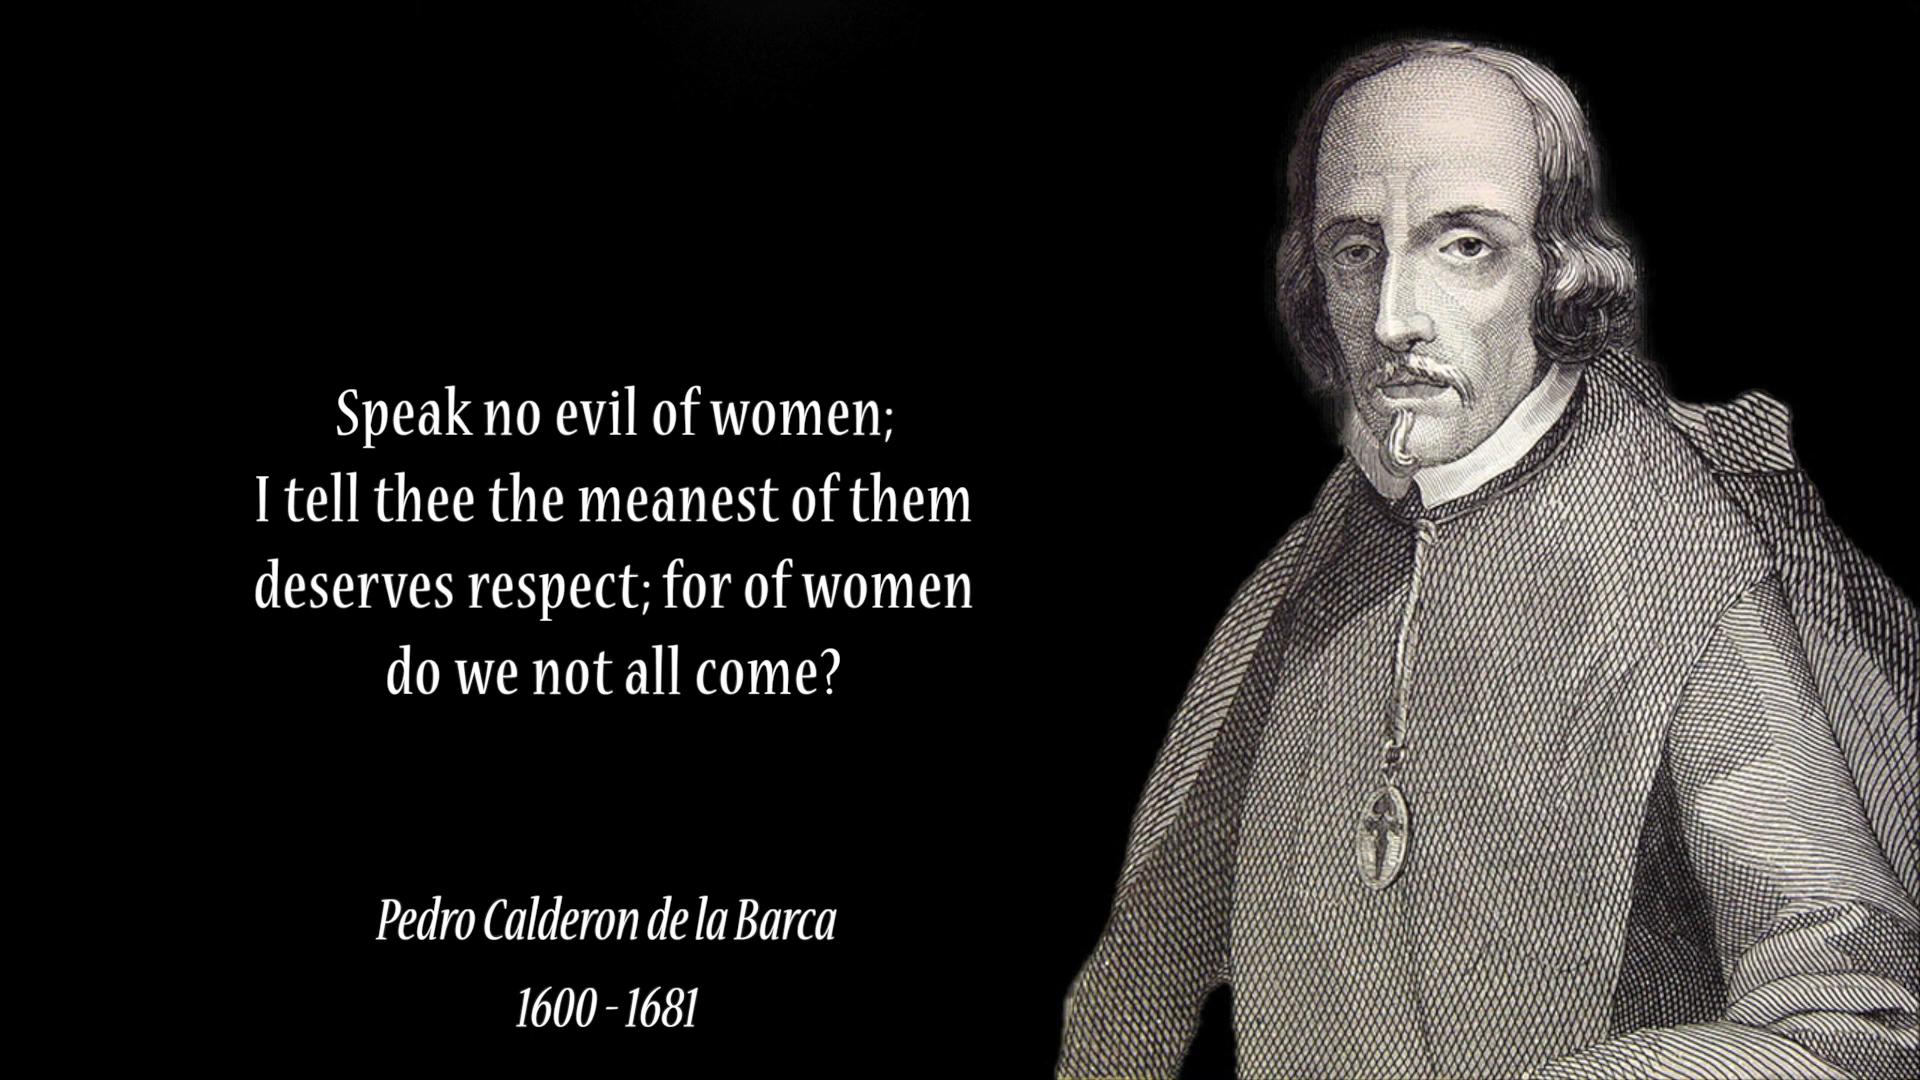 Speak no evil of women;
I tell thee the meanest of them
deserves respect; for of women
do we not all come?
Pedro Calderon de la Barca
1600 - 1681